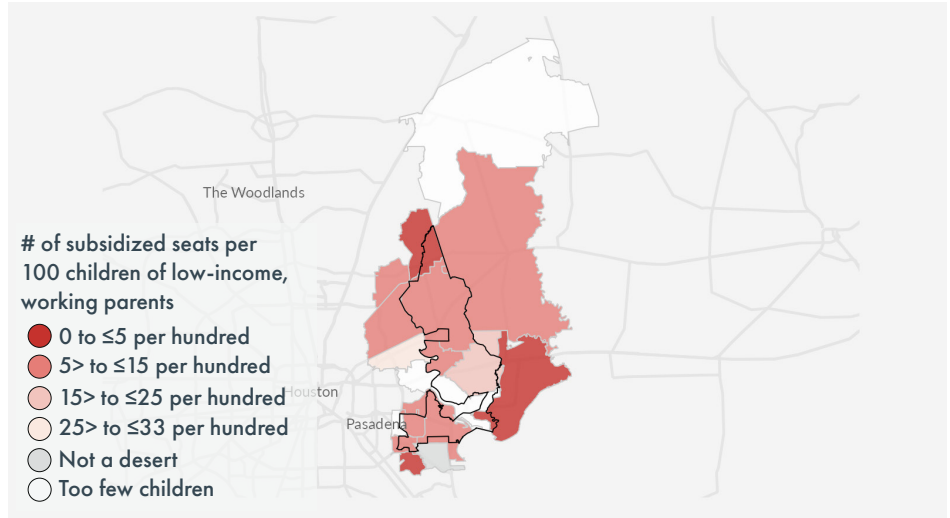 The Woodlands
# of subsidized seats per
100 children of low-income,
working parents
0 to ≤5 per hundred
5> to ≤15 per hundred
15> to ≤25 per hundred
25> to ≤33 per hundred
Not a desert
Too few children
Houston
Pasadena